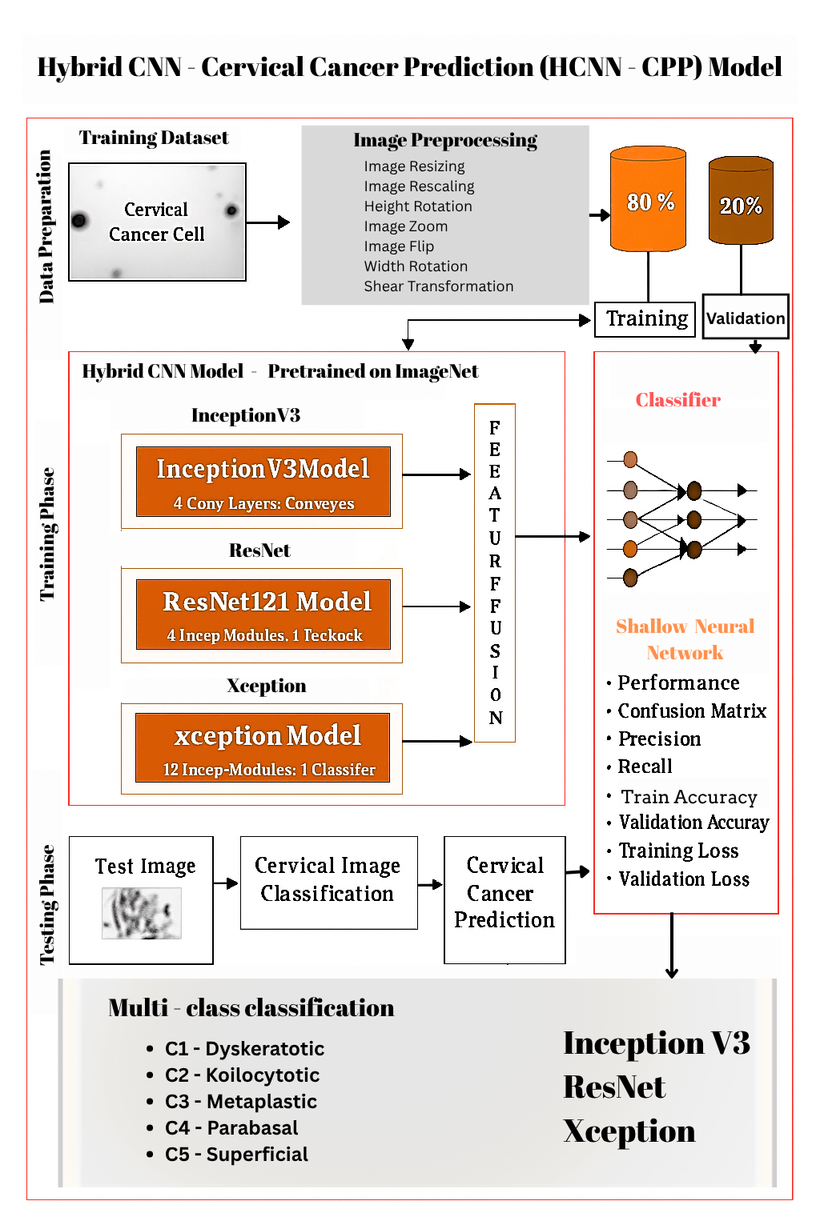 Hybrid CNN - Cervical Cancer Prediction (HCNN - CPP) Model
Data Preparation
Training Dataset
Cervical
Cancer Cell
Image Preprocessing
Image Resizing
Image Rescaling
Height Rotation
Image Zoom
Image Flip
Width Rotation
Shear Transformation
80 %
20%
Training
Validation
Training Phase
Hybrid CNN Model - Pretrained on ImageNet
InceptionV3
InceptionV3Model
4 Cony Layers: Conveyes
ResNet
ResNet121 Model
4 Incep Modules, 1 Teckock
Xception
xception Model
12 Incep-Modules: 1 Classifer
F
E
E
A
T
U
R
F
F
U
S
I
O
N
Classifier
Shallow Neural
Network
• Performance
• Confusion Matrix
• Precision
• Recall
• Train Accuracy
• Validation Accuray
• Training Loss
• Validation Loss
Testing Phase
Test Image
Cervical Image
Classification
Cervical
Cancer
Prediction
Multi - class classification
• C1 - Dyskeratotic
• C2 - Koilocytotic
• C3 - Metaplastic
• C4 - Parabasal
• C5 - Superficial
Inception V3
ResNet
Xception